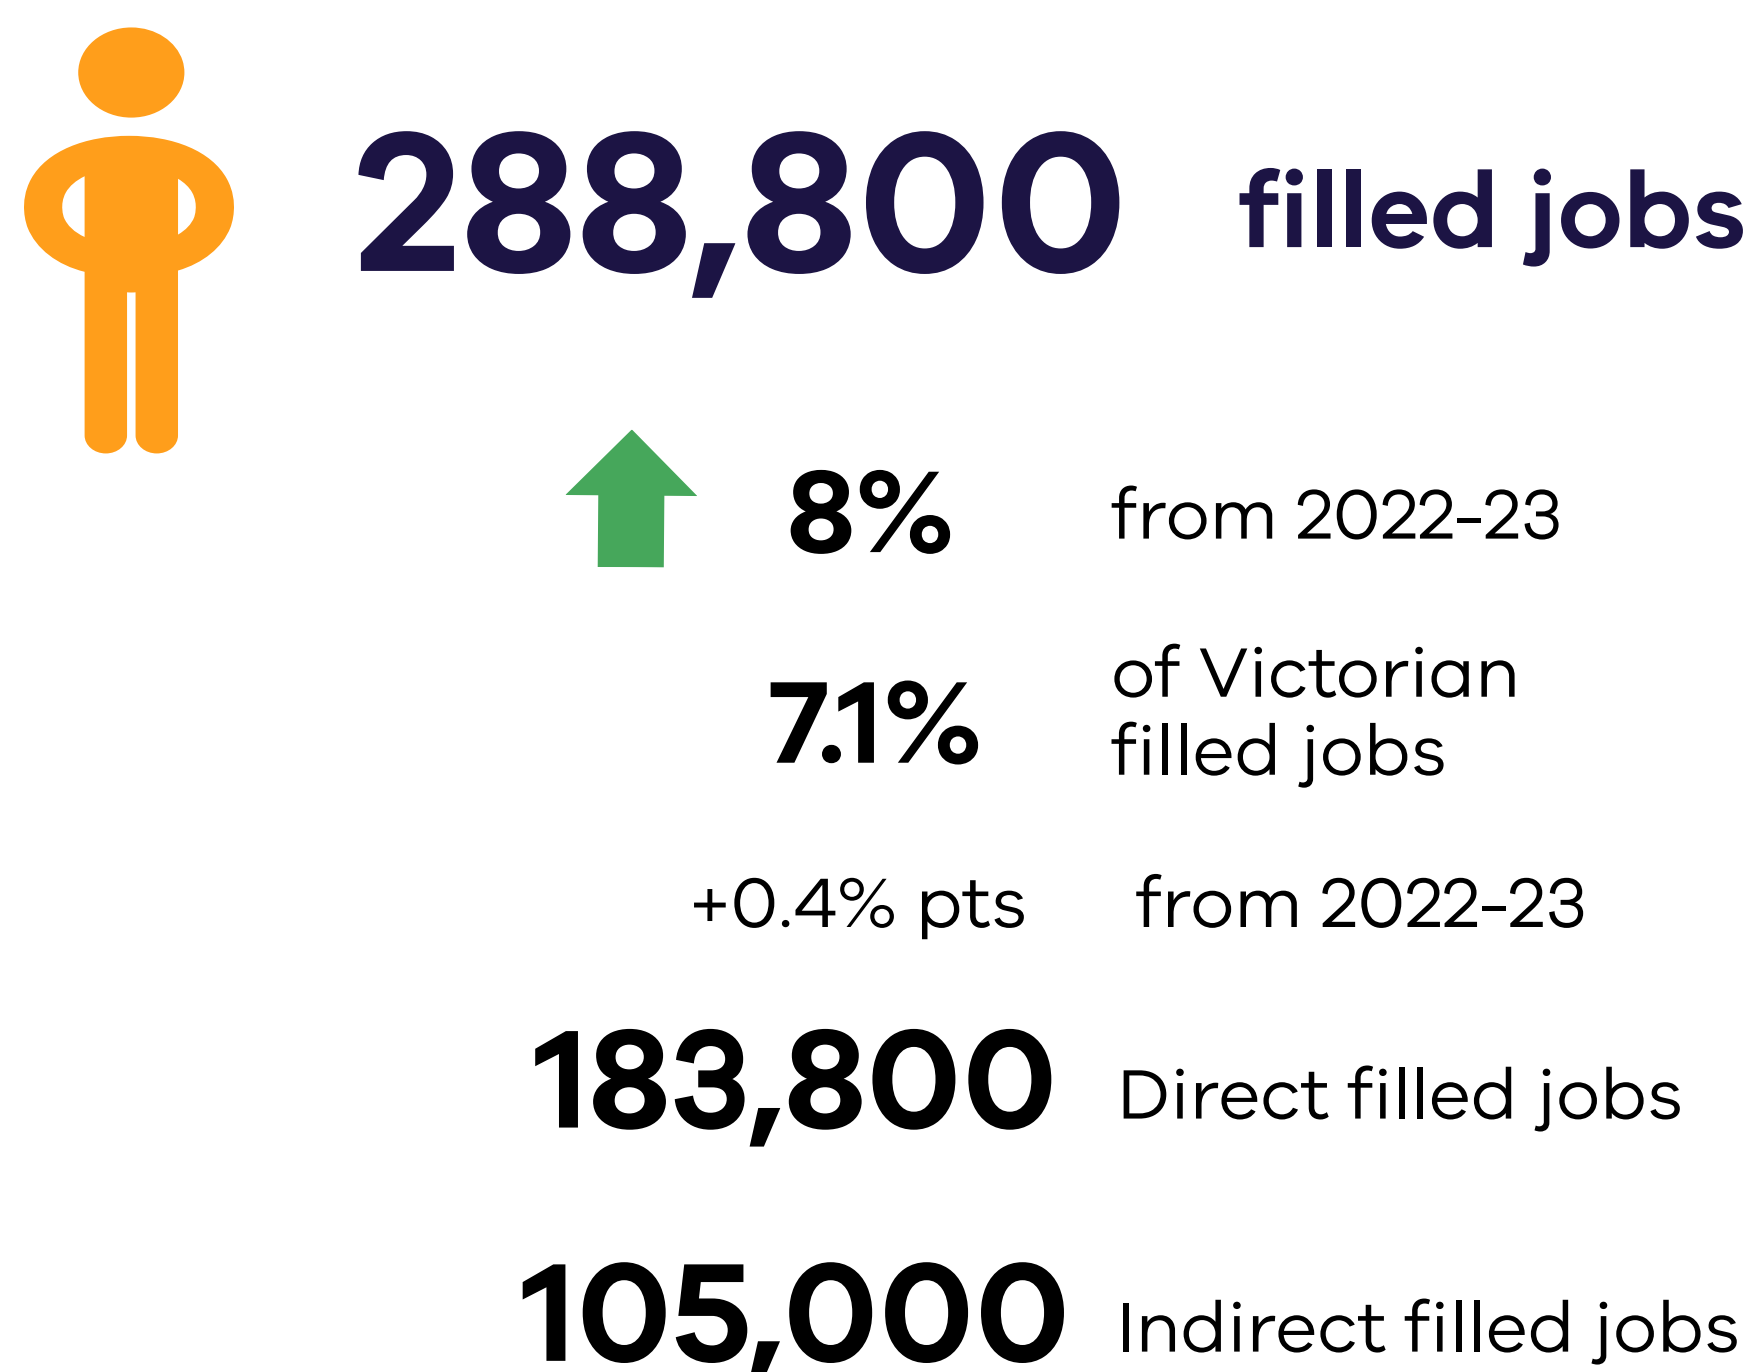 288,800 filled jobs
8% from 2022-23
7.1% of Victorian
filled jobs
+0.4% pts from 2022-23
183,800 Direct filled jobs
105,000 Indirect filled jobs